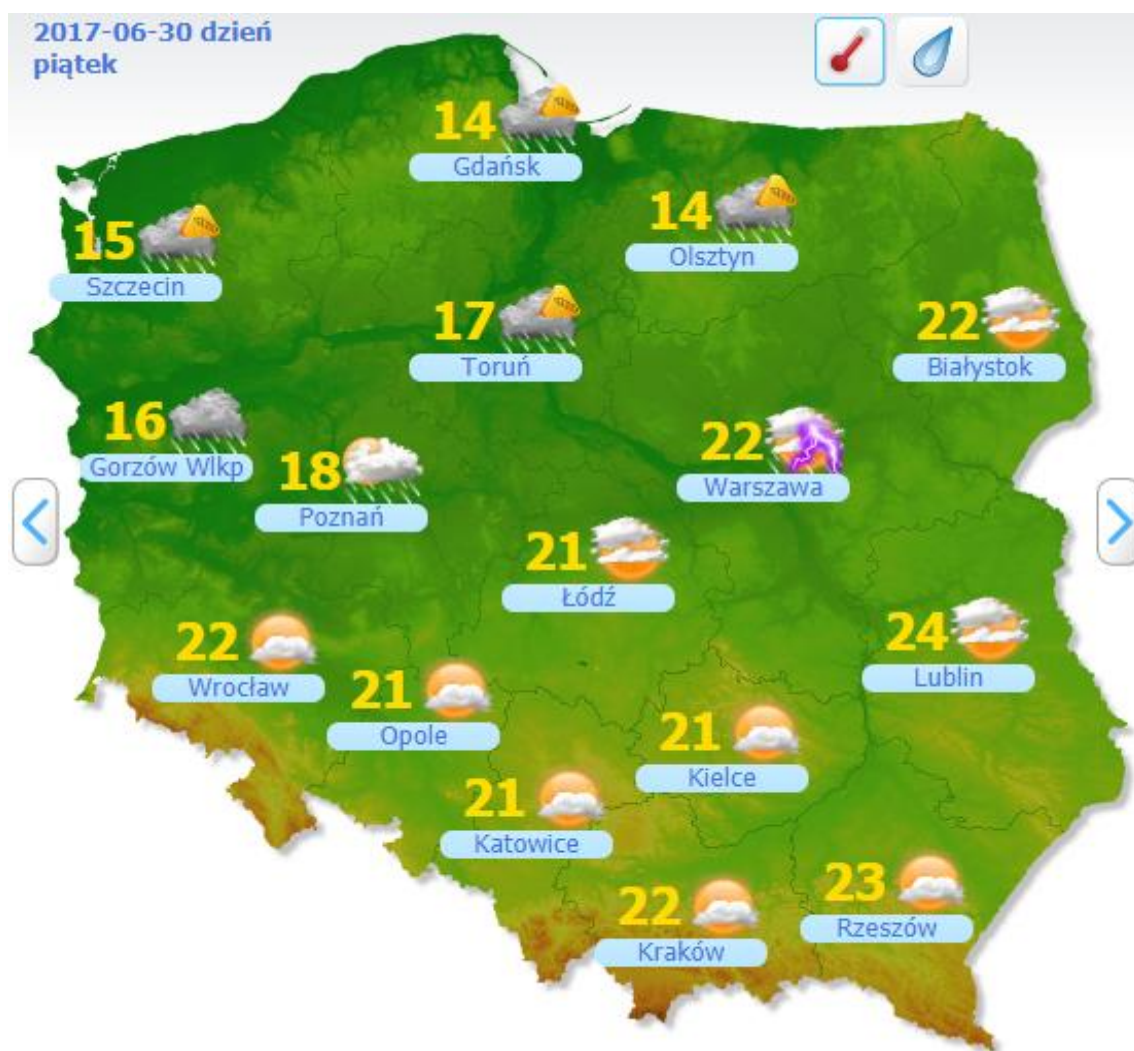 2017-06-30 dzień
piątek
14
Gdańsk
14
Olsztyn
15
Szczecin
17
Toruń
22
Białystok
16
Gorzów Wlkp
18
Poznań
22
Warszawa
21
Łódź
22
Wrocław
24
Lublin
21
Opole
21
Kielce
21
Katowice
22
Kraków
23
Rzeszów